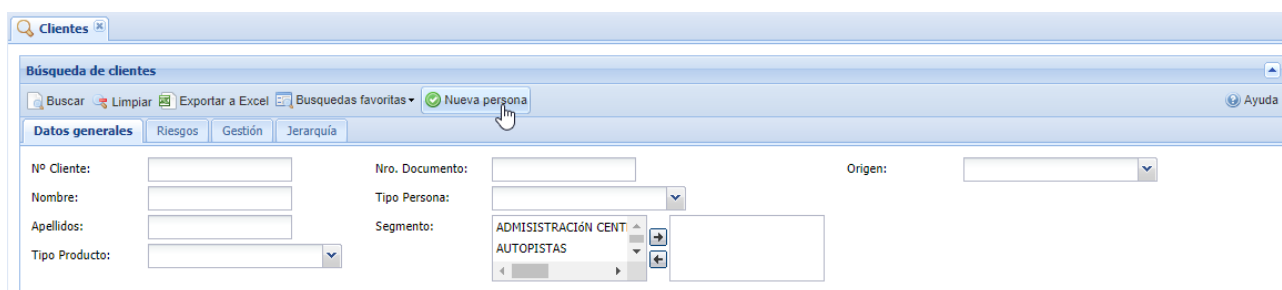 Clientes
Búsqueda de clientes
Buscar Limpiar Exportar a Excel Busquedas favoritas Nueva persona Ayuda
Datos generales Riesgos Gestión Jerarquía
Nº Cliente: Nro. Documento: Origen:
Nombre: Tipo Persona:
Apellidos: Segmento: ADMISISTRACIóN CENT
Tipo Producto: AUTOPISTAS